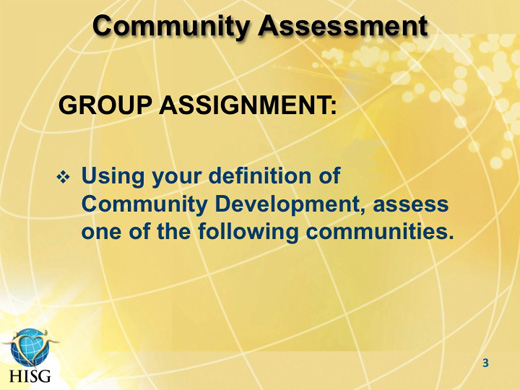 Community Assessment
GROUP ASSIGNMENT:
❖ Using your definition of
Community Development, assess
one of the following communities.
HISG
3